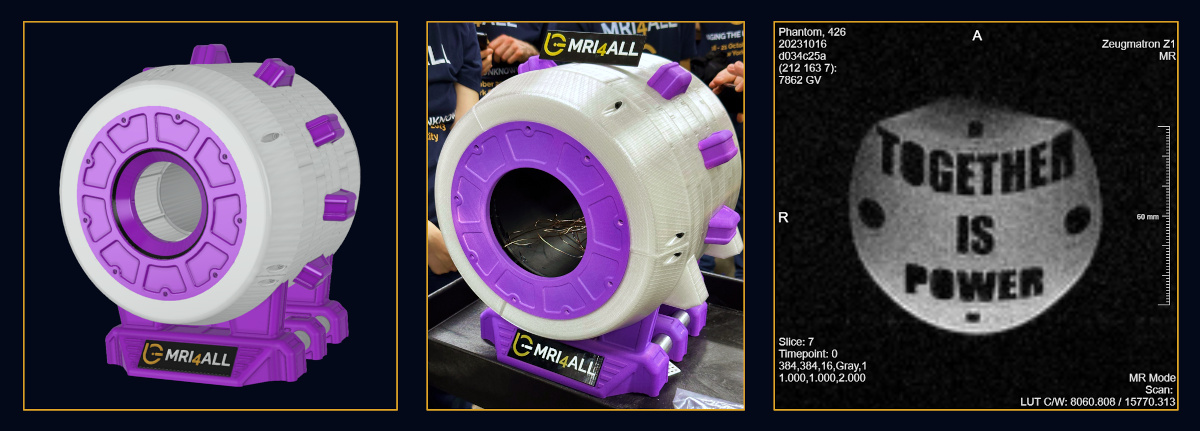 MRI4ALL
MRI4ALL
MRI4ALL
Phantom, 426
20231016
d034c25a
(212 163 7):
7862 GV
A
Zeugmatron Z1
MR
TOGETHER
IS
POWER
R
60 mm
Slice: 7
Timepoint: 0
384,384,16,Gray,1
1.000,1.000,2.000
MR Mode
Scan:
LUT C/W: 8060.808 / 15770.313